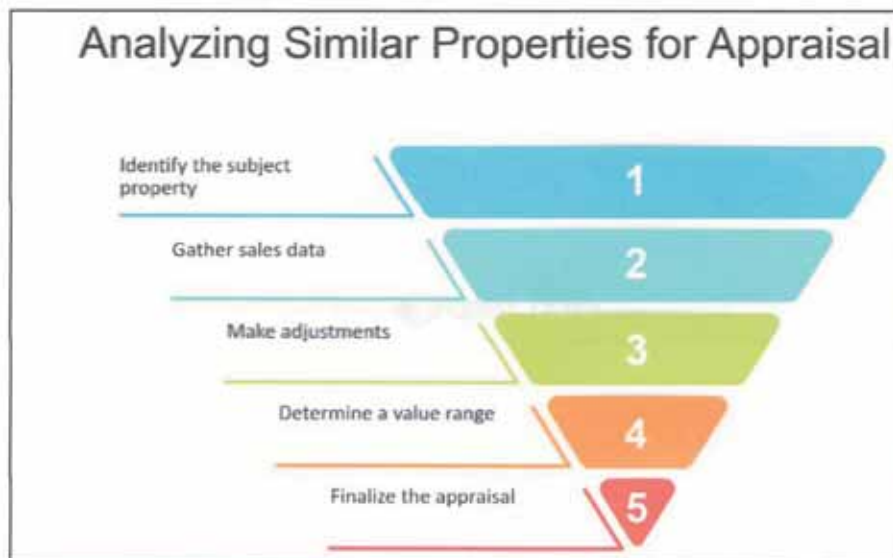 Analyzing Similar Properties for Appraisal
Identify the subject
property
1
Gather sales data
2
Make adjustments
3
Determine a value range
4
Finalize the appraisal
5